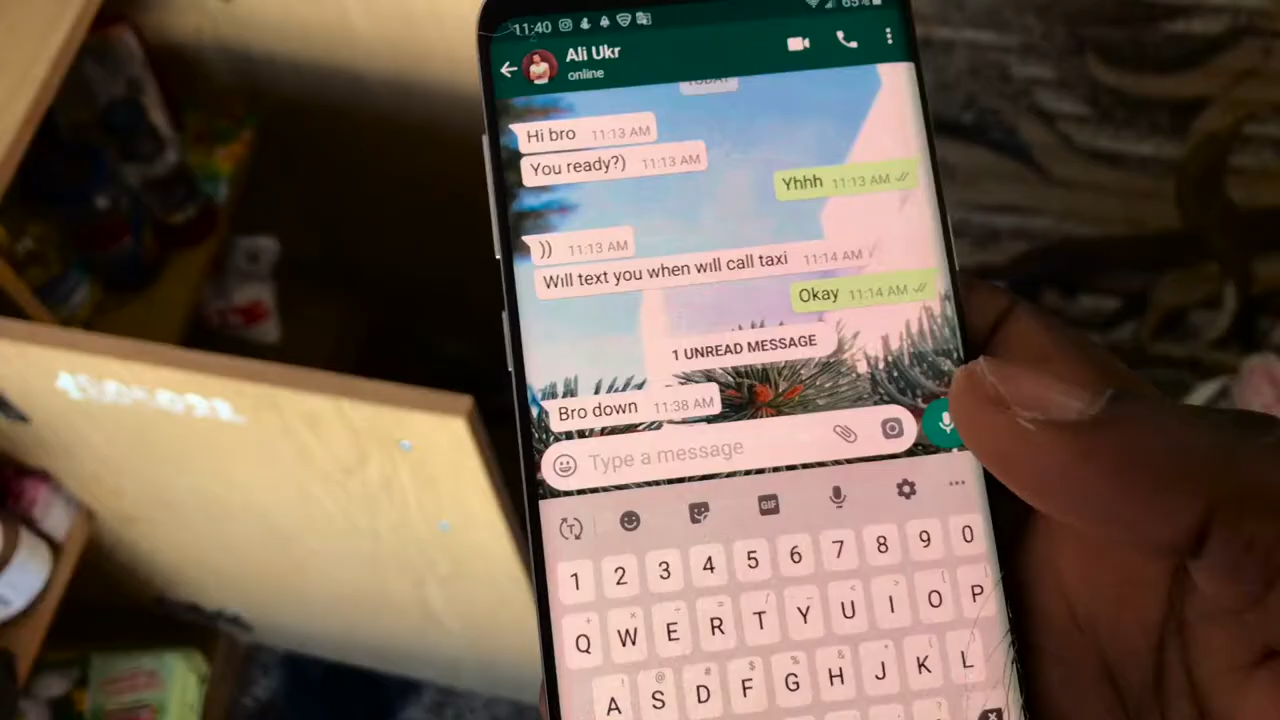 11:40
65%
Ali Ukr
online
TODAY
Hi bro 11:13 AM
You ready?) 11:13 AM
Yhhh 11:13 AM
)) 11:13 AM
Will text you when will call taxi 11:14 AM
Okay 11:14 AM
1 UNREAD MESSAGE
Bro down 11:38 AM
Type a message
GIF
1 2 3 4 5 6 7 8 9 0
Q W E R T Y U I O P
A S D F G H J K L